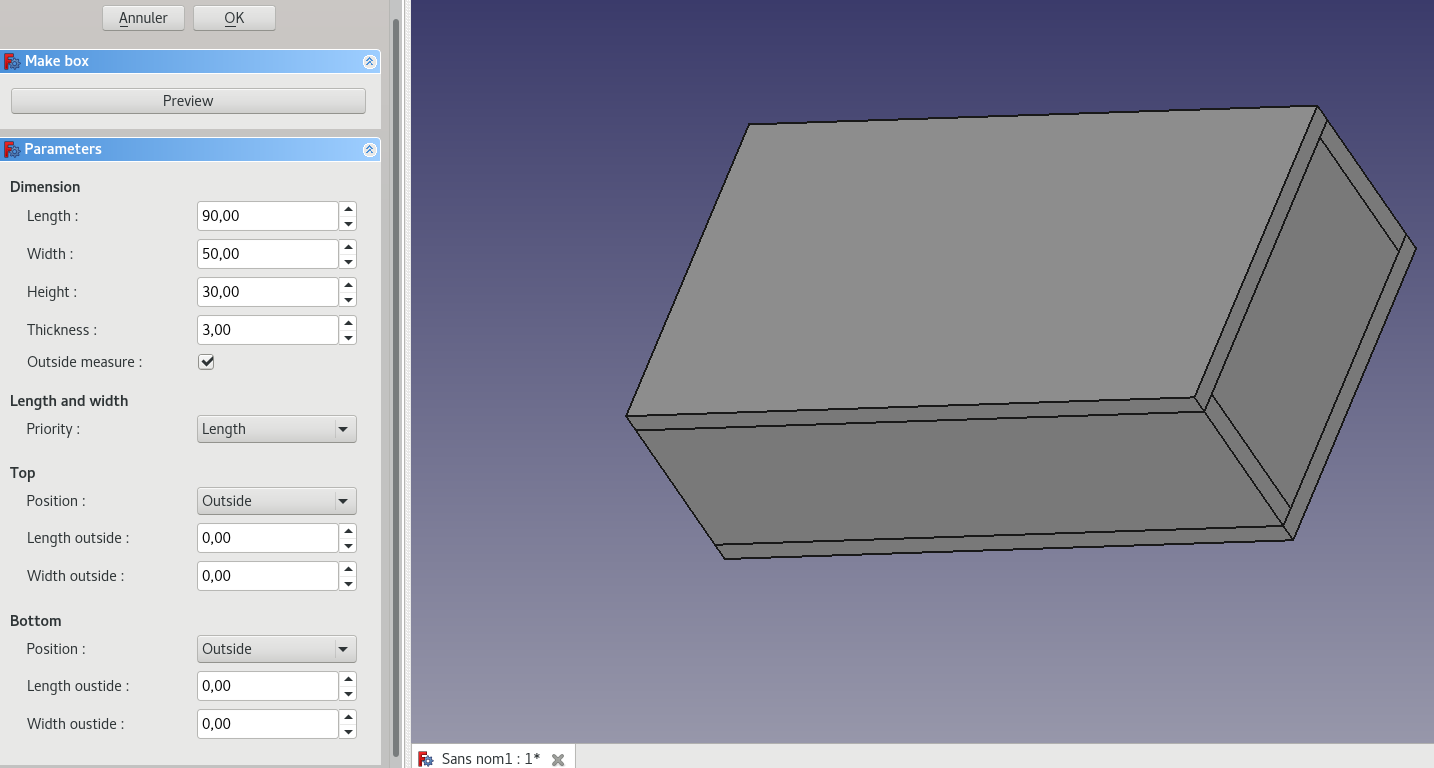 Annuler OK
Make box
Preview
Parameters
Dimension
Length : 90,00
Width : 50,00
Height : 30,00
Thickness : 3,00
Outside measure :
Length and width
Priority : Length
Top
Position : Outside
Length outside : 0,00
Width outside : 0,00
Bottom
Position : Outside
Length oustide : 0,00
Width oustide : 0,00
Sans nom1 : 1*